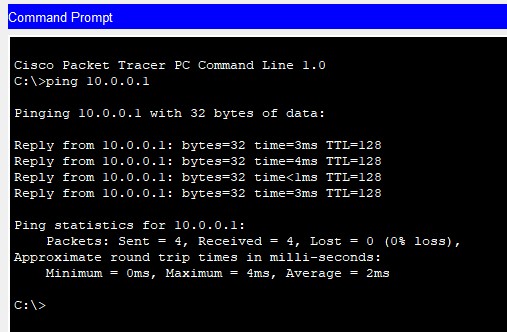 Command Prompt
Cisco Packet Tracer PC Command Line 1.0
C:\>ping 10.0.0.1
Pinging 10.0.0.1 with 32 bytes of data:
Reply from 10.0.0.1: bytes=32 time=3ms TTL=128
Reply from 10.0.0.1: bytes=32 time=4ms TTL=128
Reply from 10.0.0.1: bytes=32 time<1ms TTL=128
Reply from 10.0.0.1: bytes=32 time=3ms TTL=128
Ping statistics for 10.0.0.1:
    Packets: Sent = 4, Received = 4, Lost = 0 (0% loss),
Approximate round trip times in milli-seconds:
    Minimum = 0ms, Maximum = 4ms, Average = 2ms
C:\>